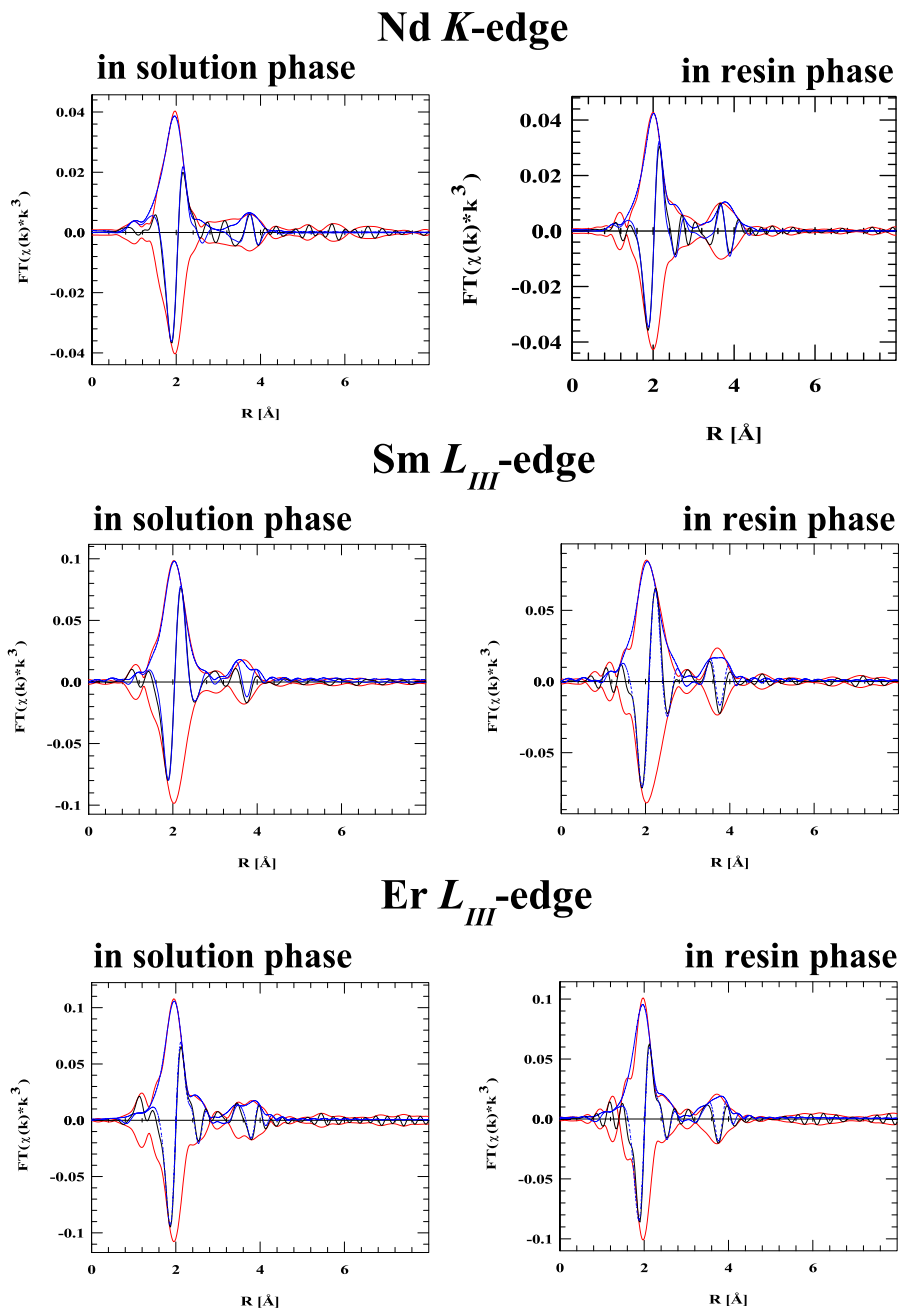 Nd K-edge
in solution phase
in resin phase
FT(χ(k)*k³)
0.04
0.02
0.0
-0.02
-0.04
0 2 4 6
R [Å]
FT(χ(k)*k³)
0.04
0.02
0.0
-0.02
-0.04
0 2 4 6
R [Å]
Sm L_III-edge
in solution phase
in resin phase
FT(χ(k)*k³)
0.1
0.05
0.0
-0.05
-0.1
0 2 4 6
R [Å]
FT(χ(k)*k³)
0.05
0.0
-0.05
0 2 4 6
R [Å]
Er L_III-edge
in solution phase
in resin phase
FT(χ(k)*k³)
0.1
0.05
0.0
-0.05
-0.1
0 2 4 6
R [Å]
FT(χ(k)*k³)
0.1
0.05
0.0
-0.05
-0.1
0 2 4 6
R [Å]